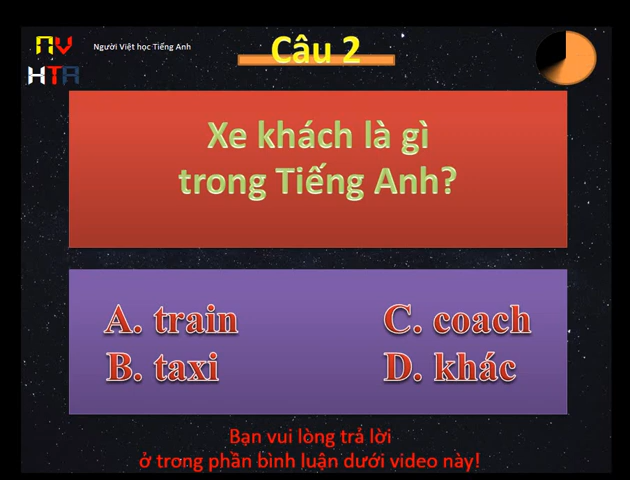 NV
HTA
Người Việt học Tiếng Anh
Câu 2
Xe khách là gì
trong Tiếng Anh?
A. train
C. coach
B. taxi
D. khác
Bạn vui lòng trả lời
ở trong phần bình luận dưới video này!